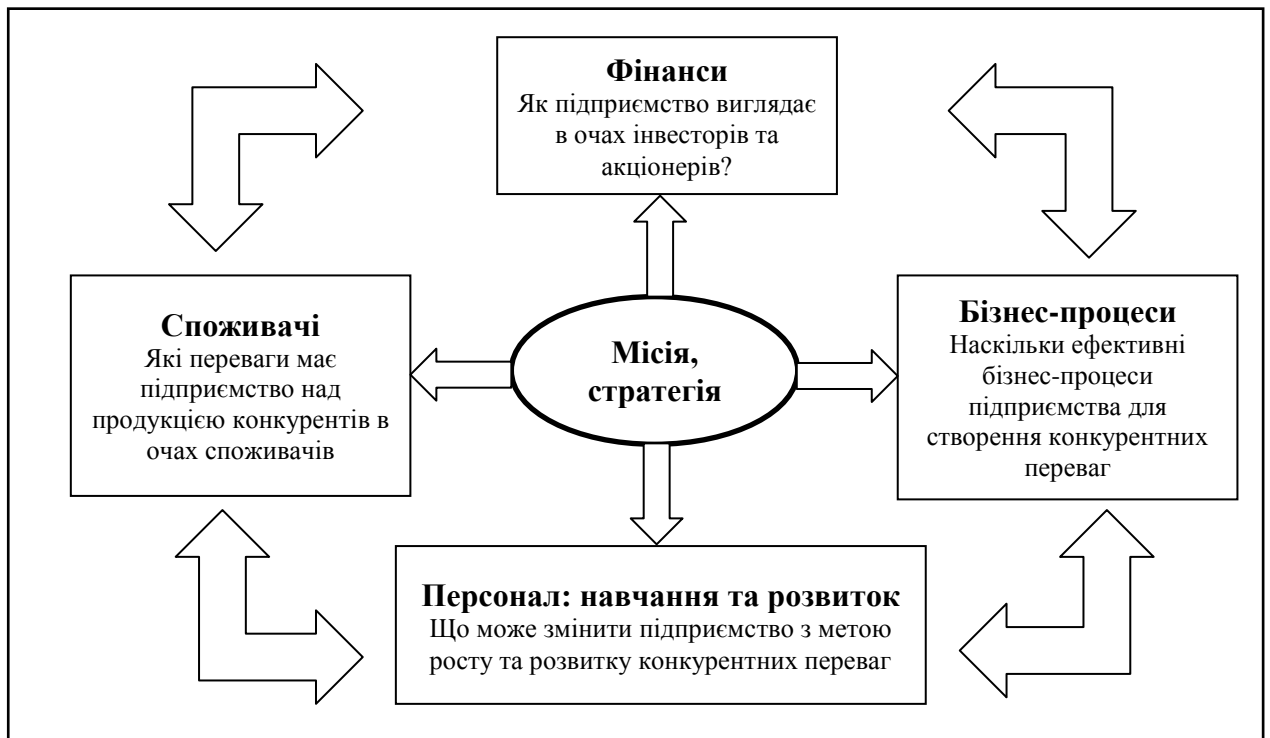 Фінанси
Як підприємство виглядає
в очах інвесторів та
акціонерів?
Споживачі
Які переваги має
підприємство над
продукцією конкурентів в
очах споживачів
Місія,
стратегія
Бізнес-процеси
Наскільки ефективні
бізнес-процеси
підприємства для
створення конкурентних
переваг
Персонал: навчання та розвиток
Що може змінити підприємство з метою
росту та розвитку конкурентних переваг